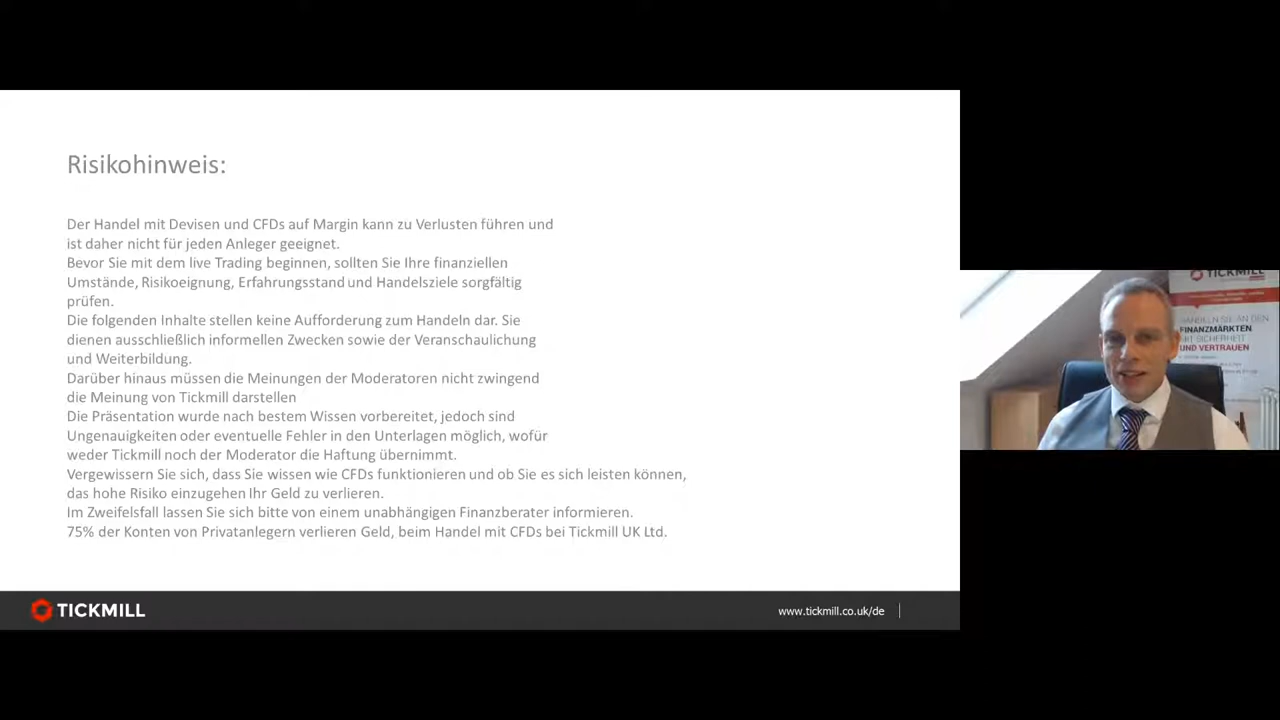 Risikohinweis:
Der Handel mit Devisen und CFDs auf Margin kann zu Verlusten führen und
ist daher nicht für jeden Anleger geeignet.
Bevor Sie mit dem live Trading beginnen, sollten Sie Ihre finanziellen
Umstände, Risikoeignung, Erfahrungsstand und Handelsziele sorgfältig
prüfen.
Die folgenden Inhalte stellen keine Aufforderung zum Handeln dar. Sie
dienen ausschließlich informellen Zwecken sowie der Veranschaulichung
und Weiterbildung.
Darüber hinaus müssen die Meinungen der Moderatoren nicht zwingend
die Meinung von Tickmill darstellen
Die Präsentation wurde nach bestem Wissen vorbereitet, jedoch sind
Ungenauigkeiten oder eventuelle Fehler in den Unterlagen möglich, wofür
weder Tickmill noch der Moderator die Haftung übernimmt.
Vergewissern Sie sich, dass Sie wissen wie CFDs funktionieren und ob Sie es sich leisten können,
das hohe Risiko einzugehen Ihr Geld zu verlieren.
Im Zweifelsfall lassen Sie sich bitte von einem unabhängigen Finanzberater informieren.
75% der Konten von Privatanlegern verlieren Geld, beim Handel mit CFDs bei Tickmill UK Ltd.
TICKMILL
www.tickmill.co.uk/de
TICKMILL
HANDELN SIE AN DEN
FINANZMÄRKTEN
MIT SICHERHEIT
UND VERTRAUEN